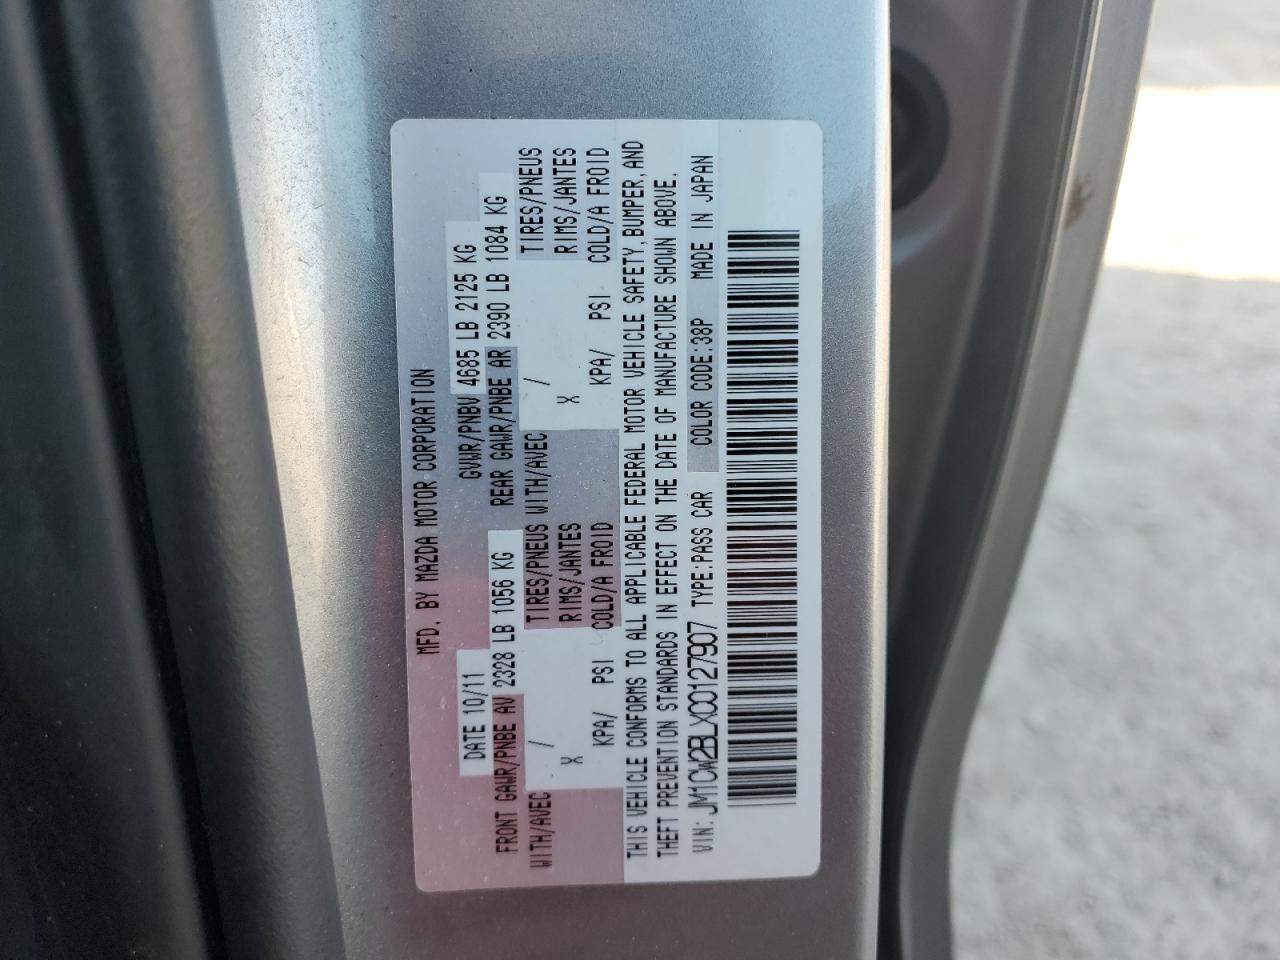 MFD. BY MAZDA MOTOR CORPORATION
DATE 10/11 GVWR/PNBV 4685 LB 2125 KG
FRONT GAWR/PNBE AV 2328 LB 1056 KG REAR GAWR/PNBE AR 2390 LB 1084 KG
WITH/AVEC / TIRES/PNEUS WITH/AVEC / TIRES/PNEUS
X RIMS/JANTES X RIMS/JANTES
KPA/ PSI COLD/A FROID KPA/ PSI COLD/A FROID
THIS VEHICLE CONFORMS TO ALL APPLICABLE FEDERAL MOTOR VEHICLE SAFETY, BUMPER, AND
THEFT PREVENTION STANDARDS IN EFFECT ON THE DATE OF MANUFACTURE SHOWN ABOVE.
VIN: JM1CW2BLXC0127907 TYPE:PASS CAR COLOR CODE:38P MADE IN JAPAN